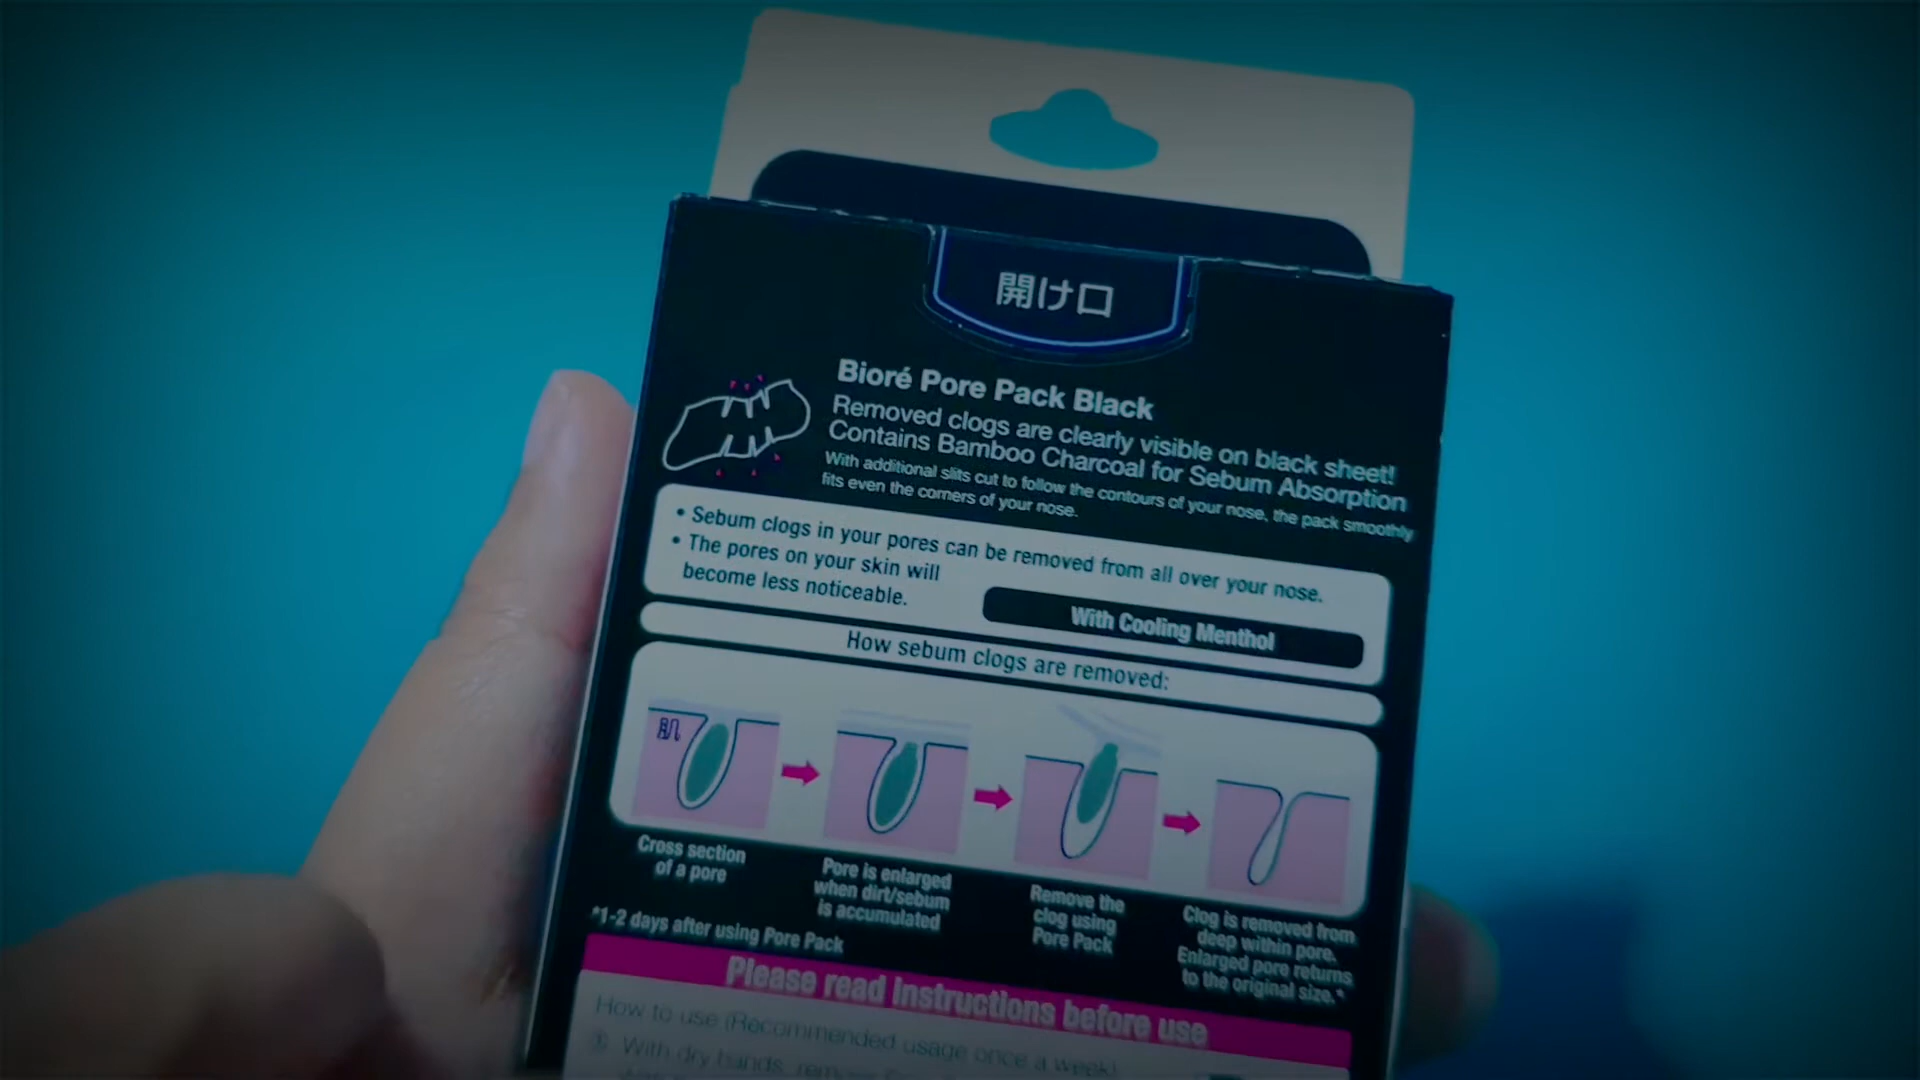 開け口
Bioré Pore Pack Black
Removed clogs are clearly visible on black sheet!
Contains Bamboo Charcoal for Sebum Absorption
With additional slits cut to follow the contours of your nose, the pack smoothly
fits even the corners of your nose.
• Sebum clogs in your pores can be removed from all over your nose.
• The pores on your skin will
become less noticeable.
With Cooling Menthol
How sebum clogs are removed:
肌
Cross section
of a pore
Pore is enlarged
when dirt/sebum
is accumulated
Remove the
clog using
Pore Pack
Clog is removed from
deep within pore.
Enlarged pore returns
to the original size.*
*1-2 days after using Pore Pack
Please read instructions before use
How to use (Recommended usage once a week)
① With dry hands, remove